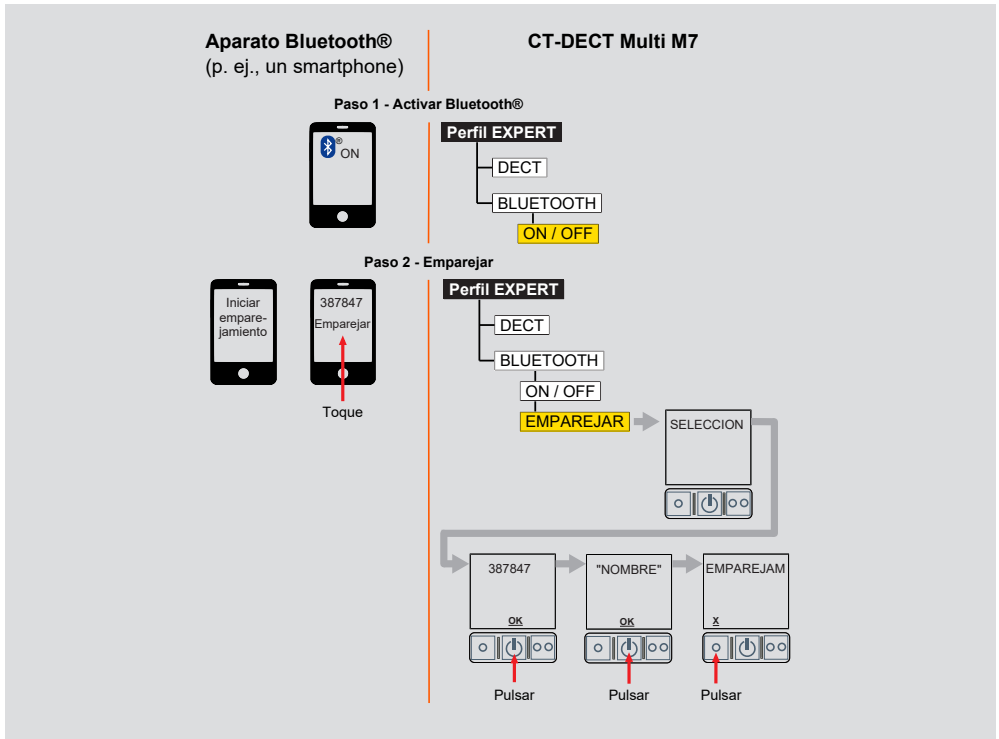 Aparato Bluetooth®
(p. ej., un smartphone)
CT-DECT Multi M7
Paso 1 - Activar Bluetooth®
®
ON
Perfil EXPERT
DECT
BLUETOOTH
ON / OFF
Paso 2 - Emparejar
Iniciar
empare-
jamiento
387847
Emparejar
Toque
Perfil EXPERT
DECT
BLUETOOTH
ON / OFF
EMPAREJAR
SELECCION
387847
OK
Pulsar
"NOMBRE"
OK
Pulsar
EMPAREJAM
X
Pulsar